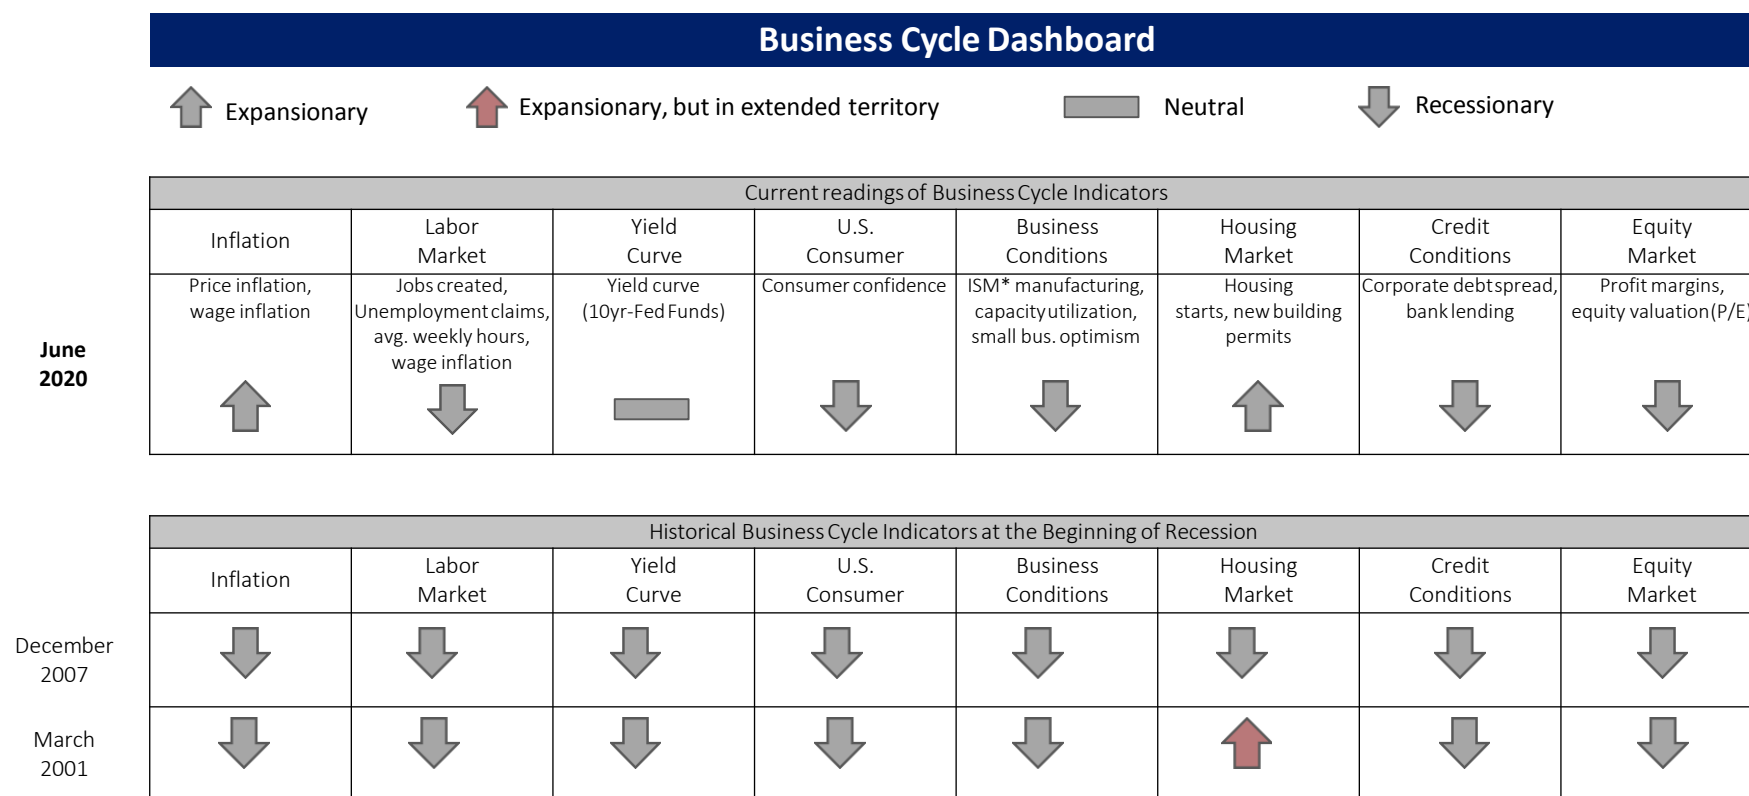 Business Cycle Dashboard
Expansionary
Expansionary, but in extended territory
Neutral
Recessionary
Current readings of Business Cycle Indicators
Inflation
Labor
Market
Yield
Curve
U.S.
Consumer
Business
Conditions
Housing
Market
Credit
Conditions
Equity
Market
June
2020
Price inflation,
wage inflation
Jobs created,
Unemployment claims,
avg. weekly hours,
wage inflation
Yield curve
(10yr-Fed Funds)
Consumer confidence
ISM* manufacturing,
capacity utilization,
small bus. optimism
Housing
starts, new building
permits
Corporate debt spread,
bank lending
Profit margins,
equity valuation (P/E)
Historical Business Cycle Indicators at the Beginning of Recession
Inflation
Labor
Market
Yield
Curve
U.S.
Consumer
Business
Conditions
Housing
Market
Credit
Conditions
Equity
Market
December
2007
March
2001